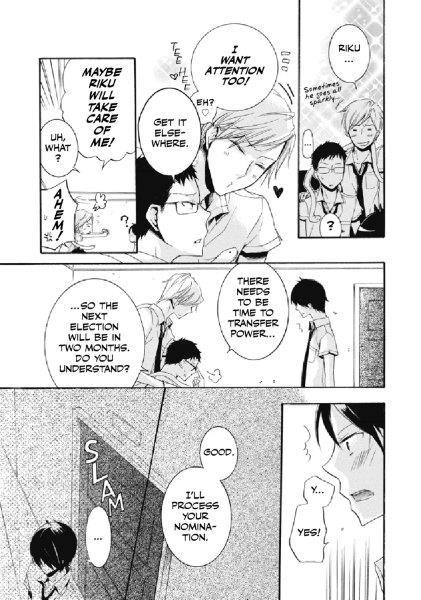 RIKU
...
Sometimes
he goes all
sparkly...
...
?
I
WANT
ATTENTION
TOO!
TEE HEE
EH?
GET IT
ELSE-
WHERE.
MAYBE
RIKU
WILL
TAKE
CARE
OF
ME!
UH,
WHAT
?
AHEM!
THERE
NEEDS
TO BE
TIME TO
TRANSFER
POWER...
...SO THE
NEXT
ELECTION
WILL BE IN
TWO MONTHS.
DO YOU
UNDERSTAND?
Y...
YES!
GOOD.
I'LL
PROCESS
YOUR
NOMINA-
TION.
SLAM
...